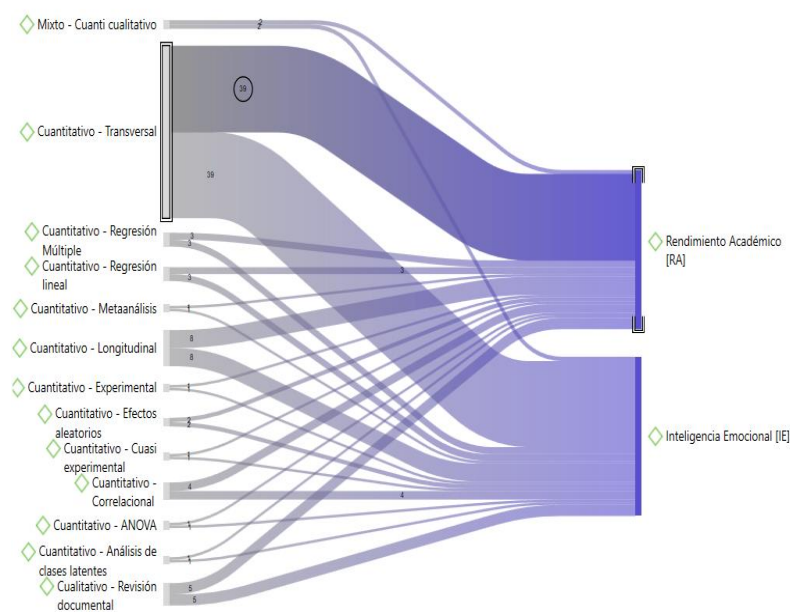 Mixto - Cuanti cualitativo
2
2
39
Cuantitativo - Transversal
39
Cuantitativo - Regresión
Múltiple
3
3
Cuantitativo - Regresión
lineal
3
3
Cuantitativo - Metaanálisis
1
Cuantitativo - Longitudinal
8
8
Cuantitativo - Experimental
1
Cuantitativo - Efectos
aleatorios
2
2
Cuantitativo - Cuasi
experimental
1
Cuantitativo -
Correlacional
4
4
Cuantitativo - ANOVA
1
Cuantitativo - Análisis de
clases latentes
1
Cualitativo - Revisión
documental
5
5
Rendimiento Académico
[RA]
Inteligencia Emocional [IE]